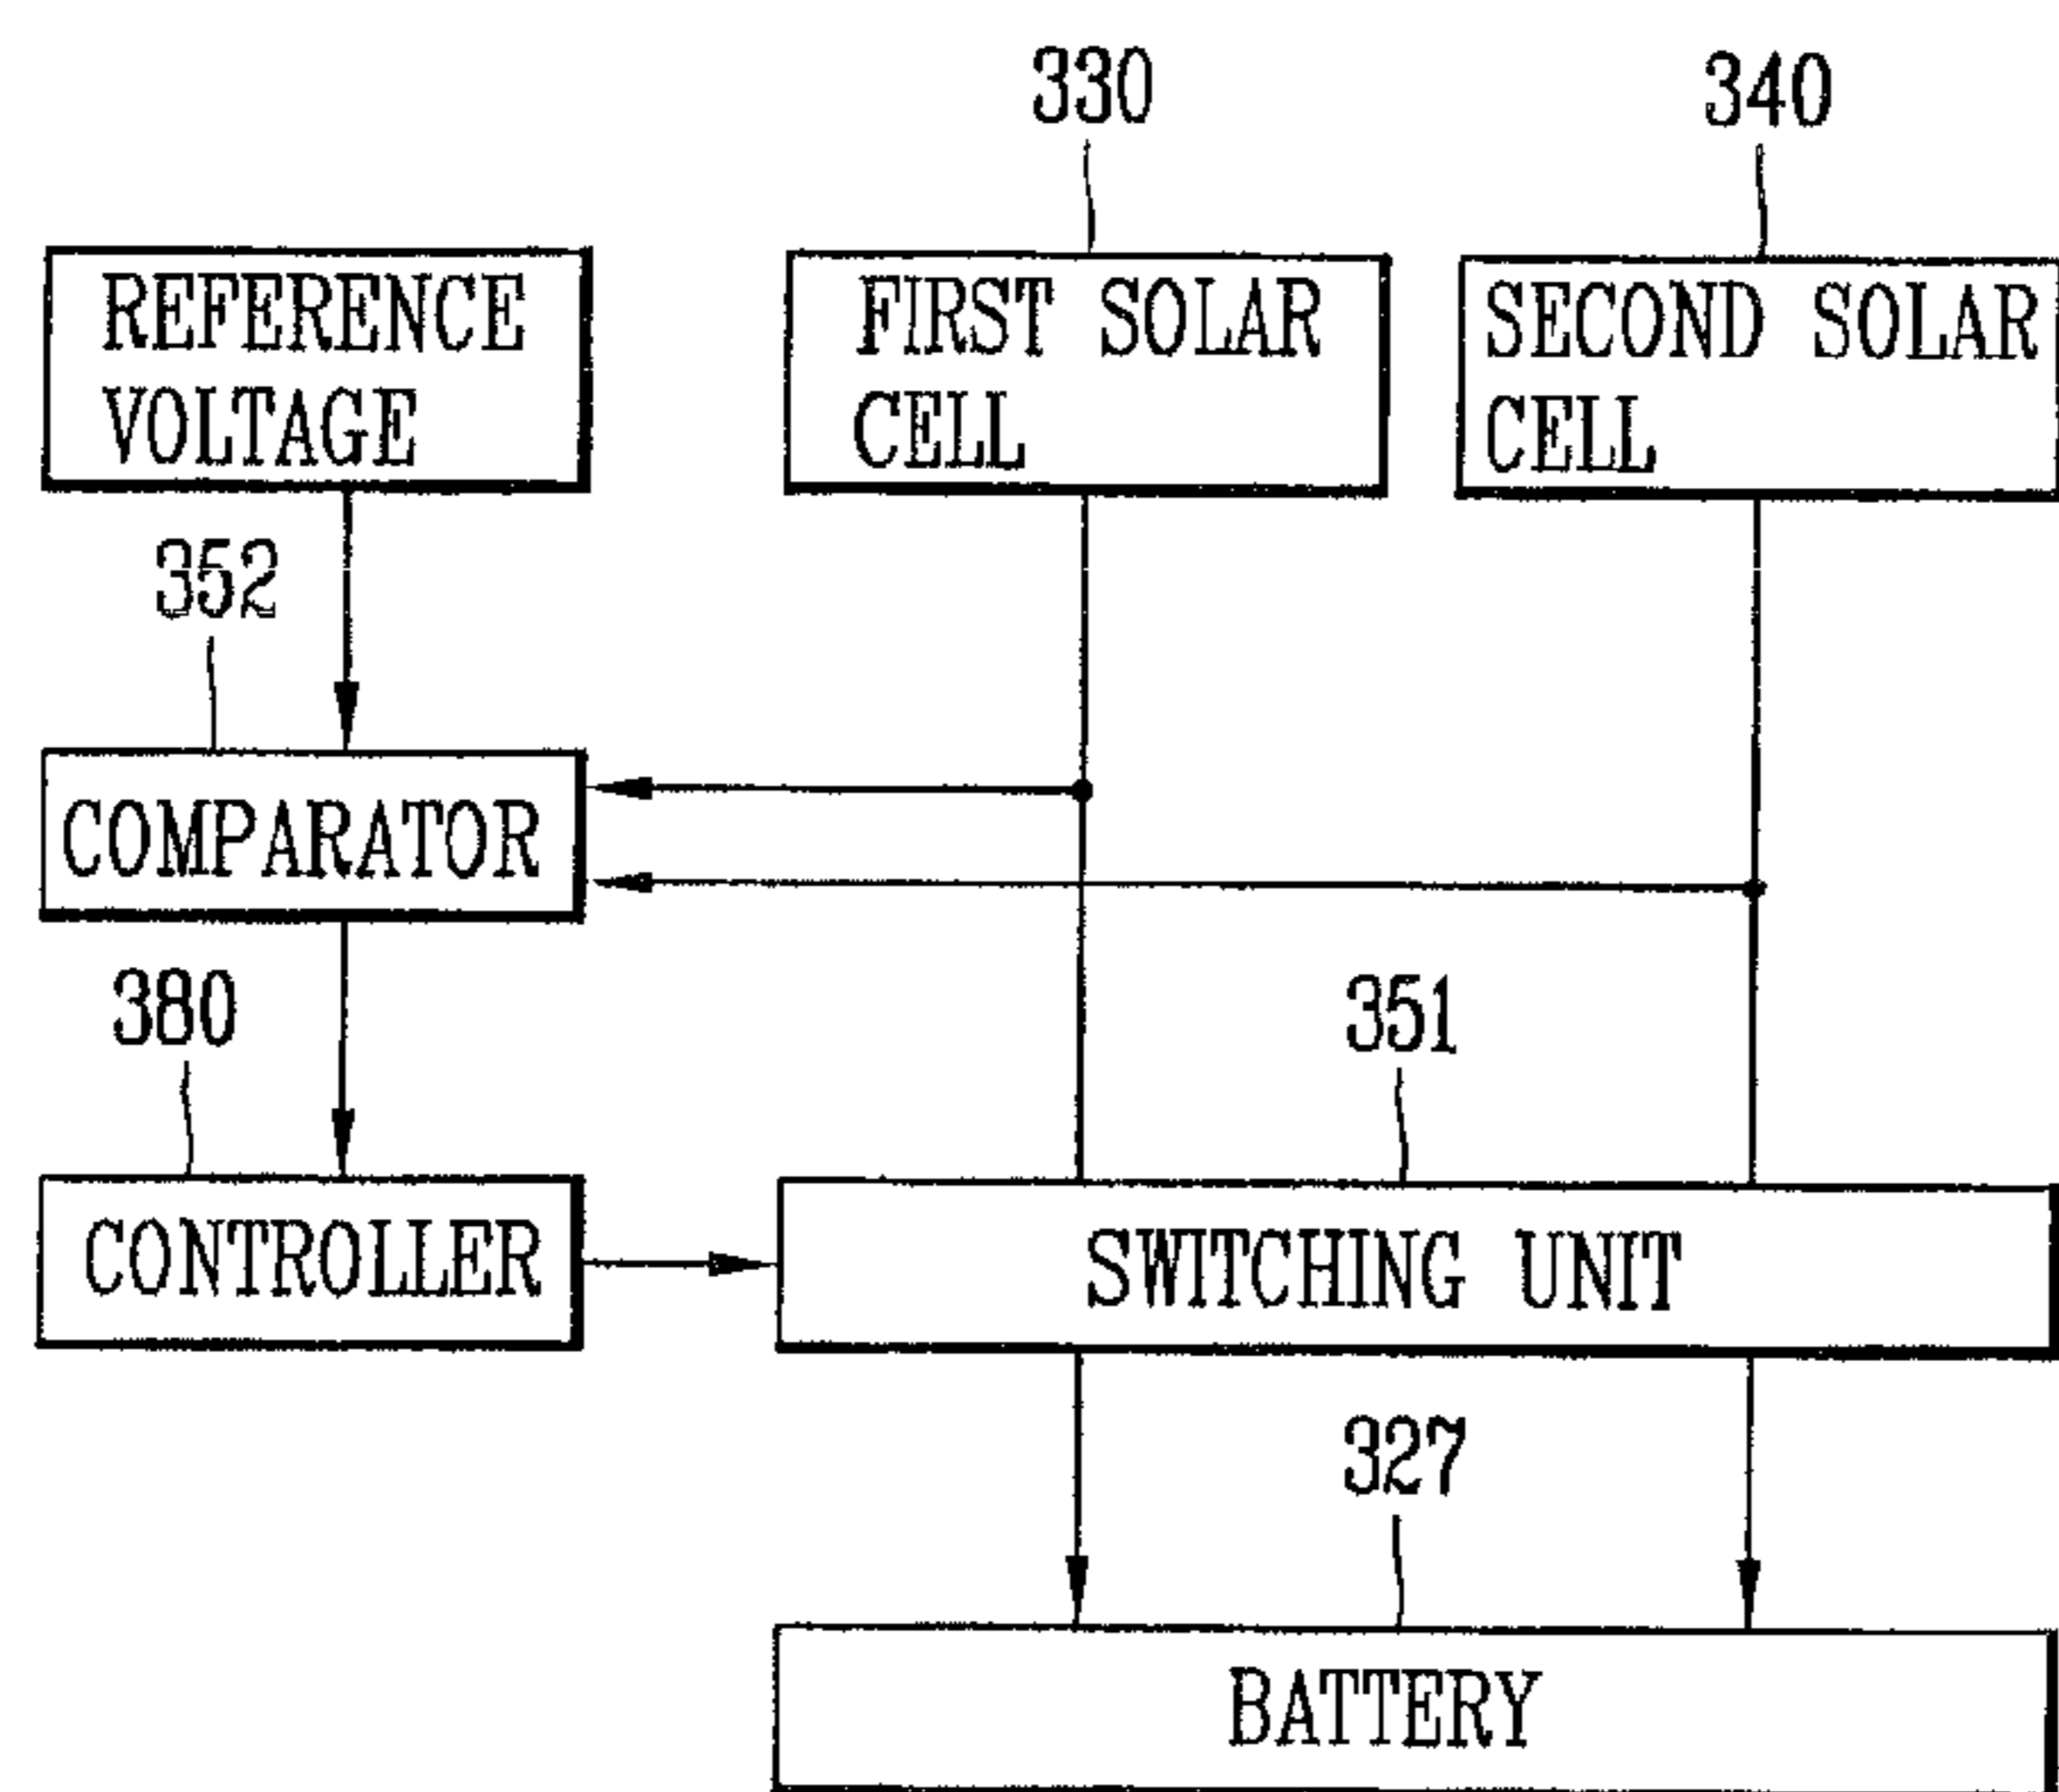 330
340
REFERENCE
VOLTAGE
FIRST SOLAR
CELL
SECOND SOLAR
CELL
352
COMPARATOR
380
351
CONTROLLER
SWITCHING UNIT
327
BATTERY